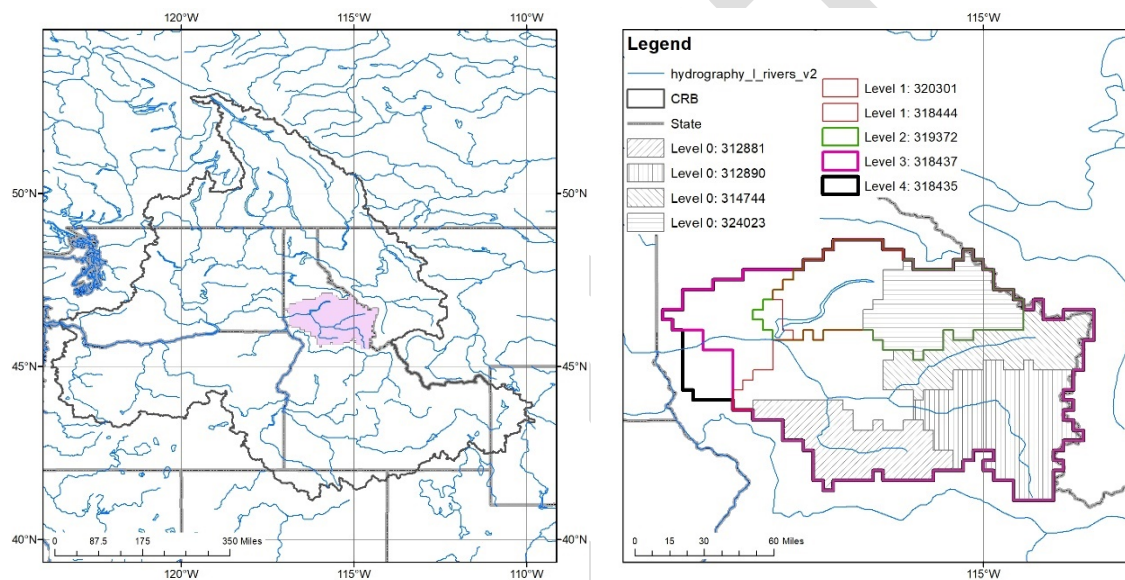 120°W 115°W 110°W
50°N
45°N
40°N
50°N
45°N
40°N
0 87.5 175 350 Miles
120°W 115°W 110°W
115°W
Legend
hydrography_l_rivers_v2
CRB
State
Level 0: 312881
Level 0: 312890
Level 0: 314744
Level 0: 324023
Level 1: 320301
Level 1: 318444
Level 2: 319372
Level 3: 318437
Level 4: 318435
0 15 30 60 Miles
115°W